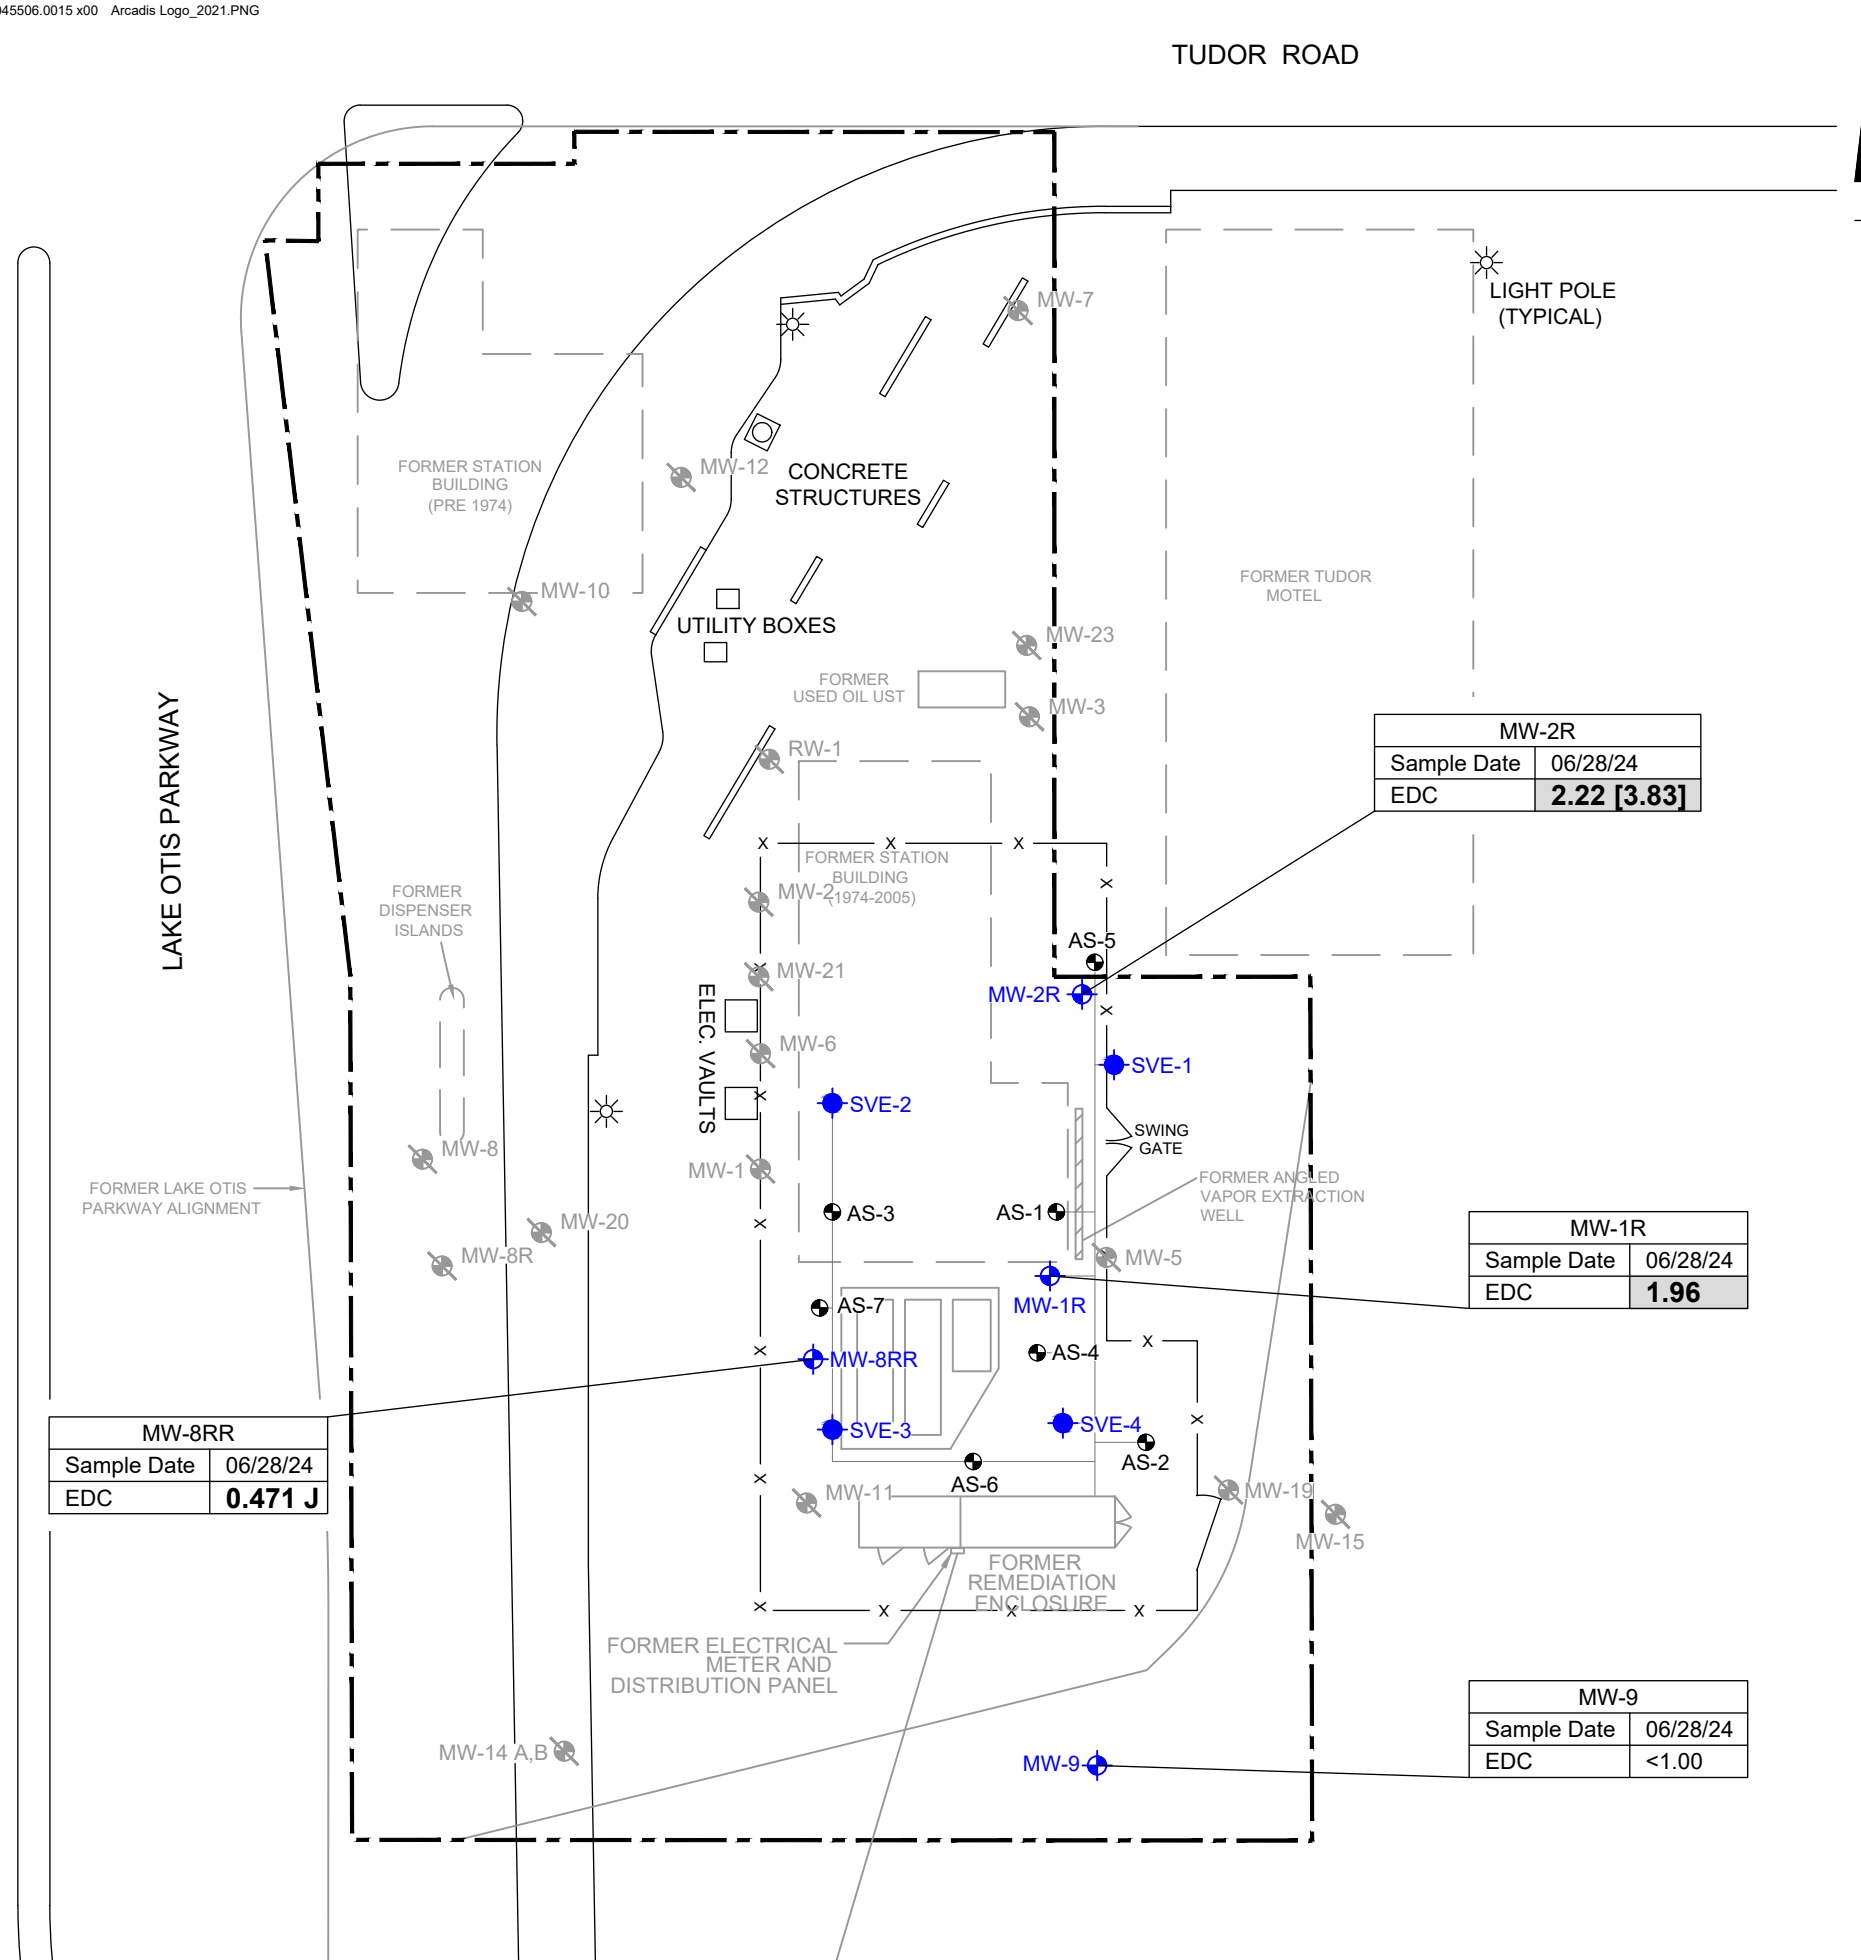 045506.0015 x00 Arcadis Logo_2021.PNG
TUDOR ROAD
LIGHT POLE
(TYPICAL)
MW-7
FORMER STATION
BUILDING
(PRE 1974)
MW-12
CONCRETE
STRUCTURES
MW-10
UTILITY BOXES
FORMER TUDOR
MOTEL
MW-23
FORMER
USED OIL UST
MW-3
RW-1
LAKE OTIS PARKWAY
MW-2R
Sample Date 06/28/24
EDC 2.22 [3.83]
X X X
FORMER STATION
BUILDING
(1974-2005)
MW-2
X
FORMER
DISPENSER
ISLANDS
AS-5
X
MW-21
MW-2R
X
ELEC. VAULTS
MW-6
SVE-1
X
SVE-2
SWING
GATE
MW-8
MW-1
FORMER ANGLED
VAPOR EXTRACTION
WELL
FORMER LAKE OTIS
PARKWAY ALIGNMENT
AS-3
AS-1
X
MW-20
MW-8R
MW-5
MW-1R
Sample Date 06/28/24
EDC 1.96
AS-7
MW-1R
X
X
MW-8RR
AS-4
MW-8RR
Sample Date 06/28/24
EDC 0.471 J
SVE-3
SVE-4
X
AS-2
X
AS-6
MW-11
MW-19
MW-15
FORMER
REMEDIATION
ENCLOSURE
X X X X
FORMER ELECTRICAL
METER AND
DISTRIBUTION PANEL
MW-14 A,B
MW-9
MW-9
Sample Date 06/28/24
EDC <1.00